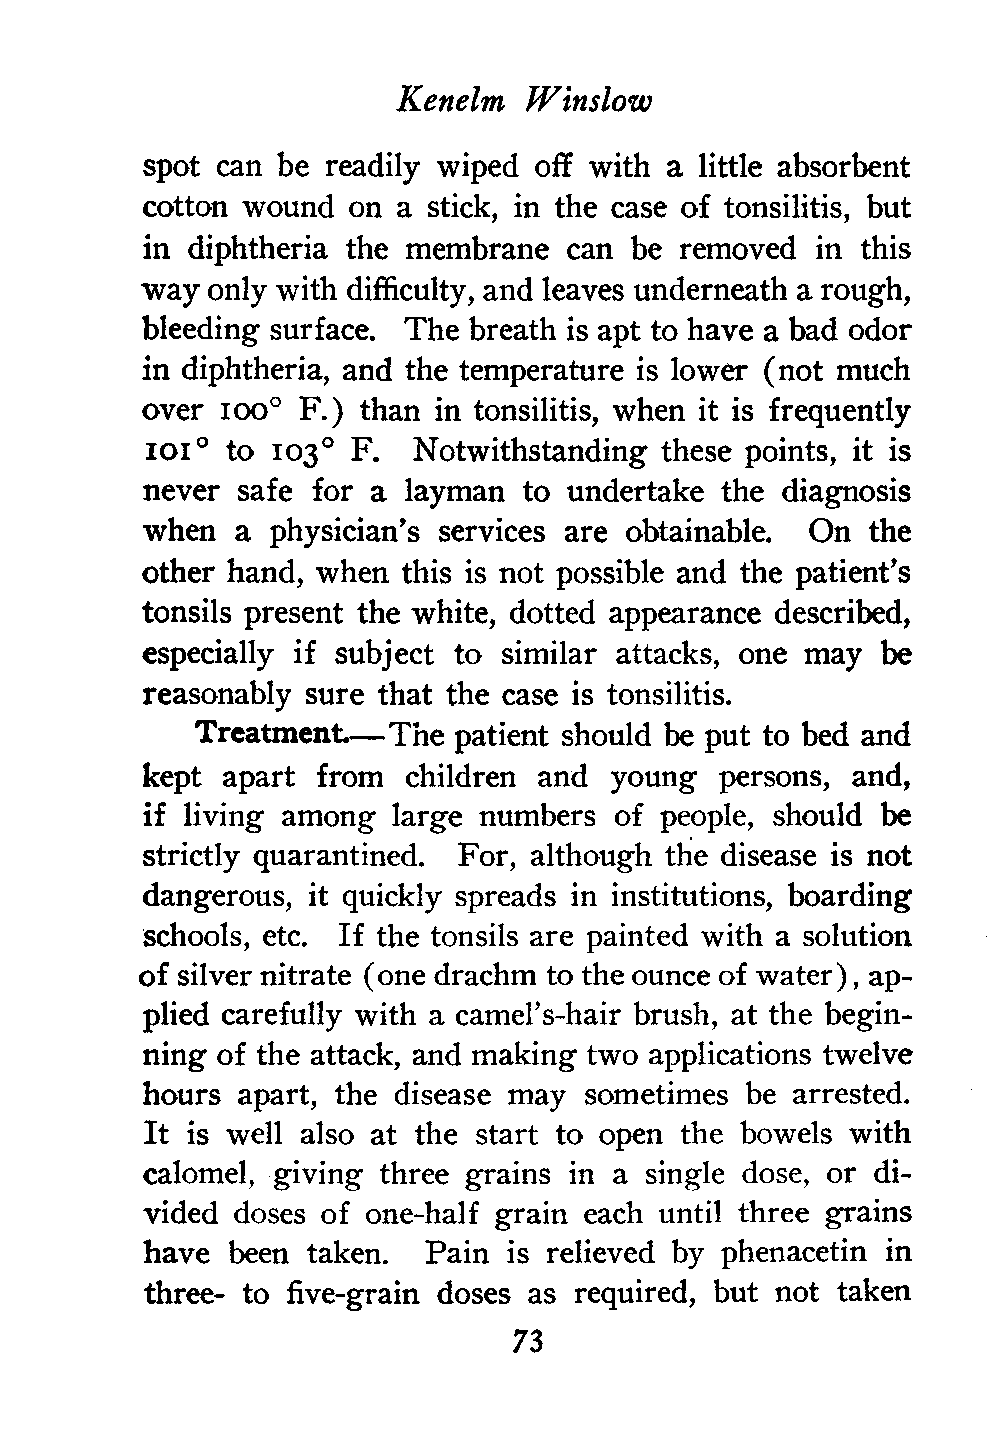 Kenelm Winslow
spot can be readily wiped off with a little absorbent
cotton wound on a stick, in the case of tonsilitis, but
in diphtheria the membrane can be removed in this
way only with difficulty, and leaves underneath a rough,
bleeding surface. The breath is apt to have a bad odor
in diphtheria, and the temperature is lower (not much
over 100° F.) than in tonsilitis, when it is frequently
101° to 103° F. Notwithstanding these points, it is
never safe for a layman to undertake the diagnosis
when a physician's services are obtainable. On the
other hand, when this is not possible and the patient's
tonsils present the white, dotted appearance described,
especially if subject to similar attacks, one may be
reasonably sure that the case is tonsilitis.
Treatment.—The patient should be put to bed and
kept apart from children and young persons, and,
if living among large numbers of people, should be
strictly quarantined. For, although the disease is not
dangerous, it quickly spreads in institutions, boarding
schools, etc. If the tonsils are painted with a solution
of silver nitrate (one drachm to the ounce of water), ap-
plied carefully with a camel's-hair brush, at the begin-
ning of the attack, and making two applications twelve
hours apart, the disease may sometimes be arrested.
It is well also at the start to open the bowels with
calomel, giving three grains in a single dose, or di-
vided doses of one-half grain each until three grains
have been taken. Pain is relieved by phenacetin in
three- to five-grain doses as required, but not taken
73